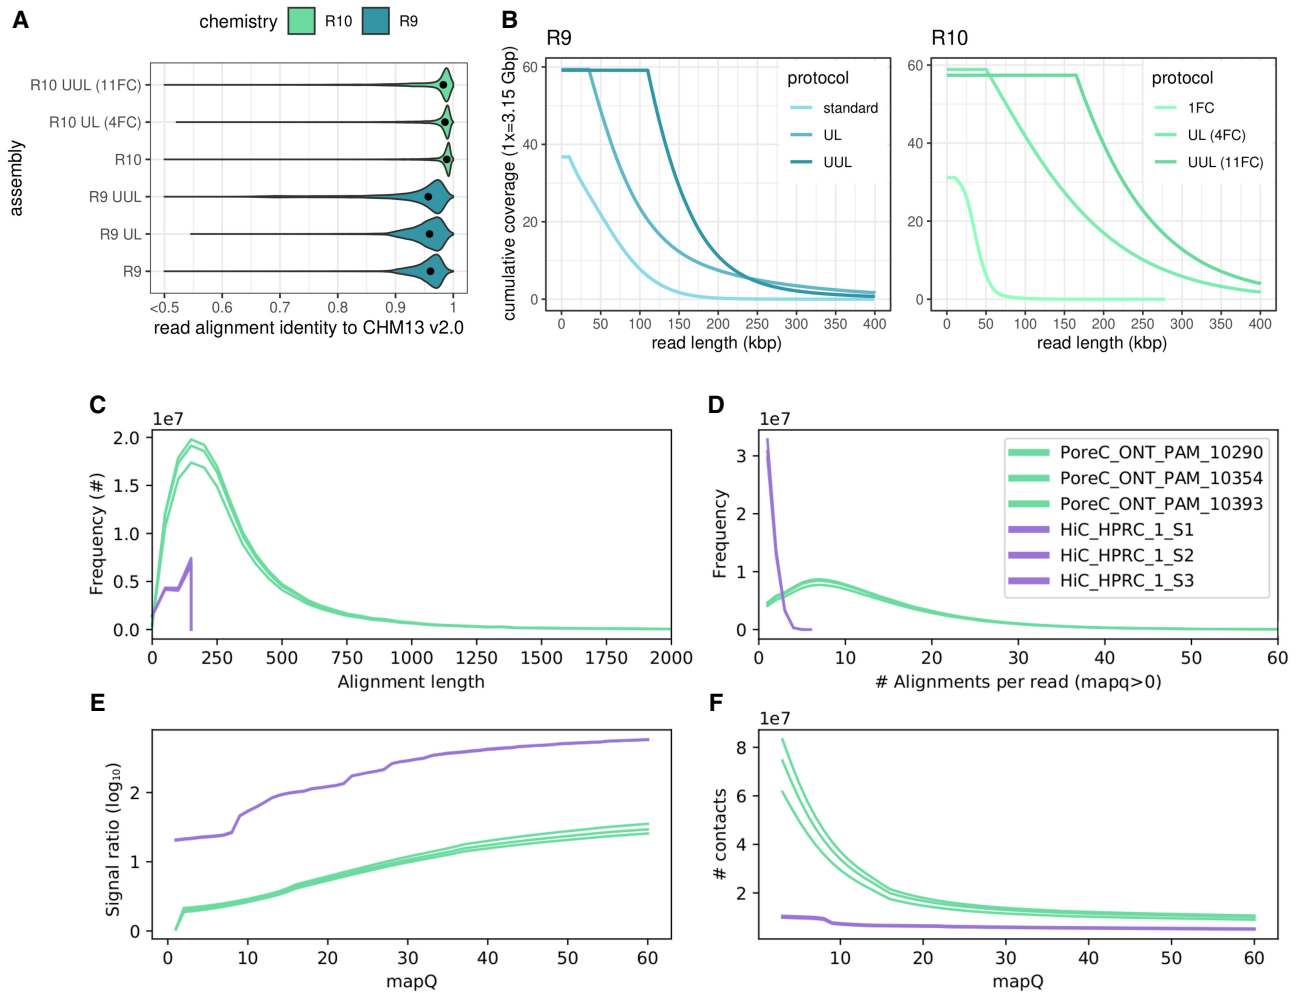 A
chemistry R10 R9
assembly
R10 UUL (11FC)
R10 UL (4FC)
R10
R9 UUL
R9 UL
R9
<0.5 0.6 0.7 0.8 0.9 1
read alignment identity to CHM13 v2.0
B
R9
cumulative coverage (1x=3.15 Gbp)
60
40
20
0
protocol
standard
UL
UUL
0 50 100 150 200 250 300 350 400
read length (kbp)
R10
60
40
20
0
protocol
1FC
UL (4FC)
UUL (11FC)
0 50 100 150 200 250 300 350 400
read length (kbp)
C
1e7
Frequency (#)
2.0
1.5
1.0
0.5
0.0
0 250 500 750 1000 1250 1500 1750 2000
Alignment length
D
1e7
Frequency
3
2
1
0
PoreC_ONT_PAM_10290
PoreC_ONT_PAM_10354
PoreC_ONT_PAM_10393
HiC_HPRC_1_S1
HiC_HPRC_1_S2
HiC_HPRC_1_S3
0 10 20 30 40 50 60
# Alignments per read (mapq>0)
E
Signal ratio (log₁₀)
2
1
0
0 10 20 30 40 50 60
mapQ
F
1e7
# contacts
8
6
4
2
10 20 30 40 50 60
mapQ